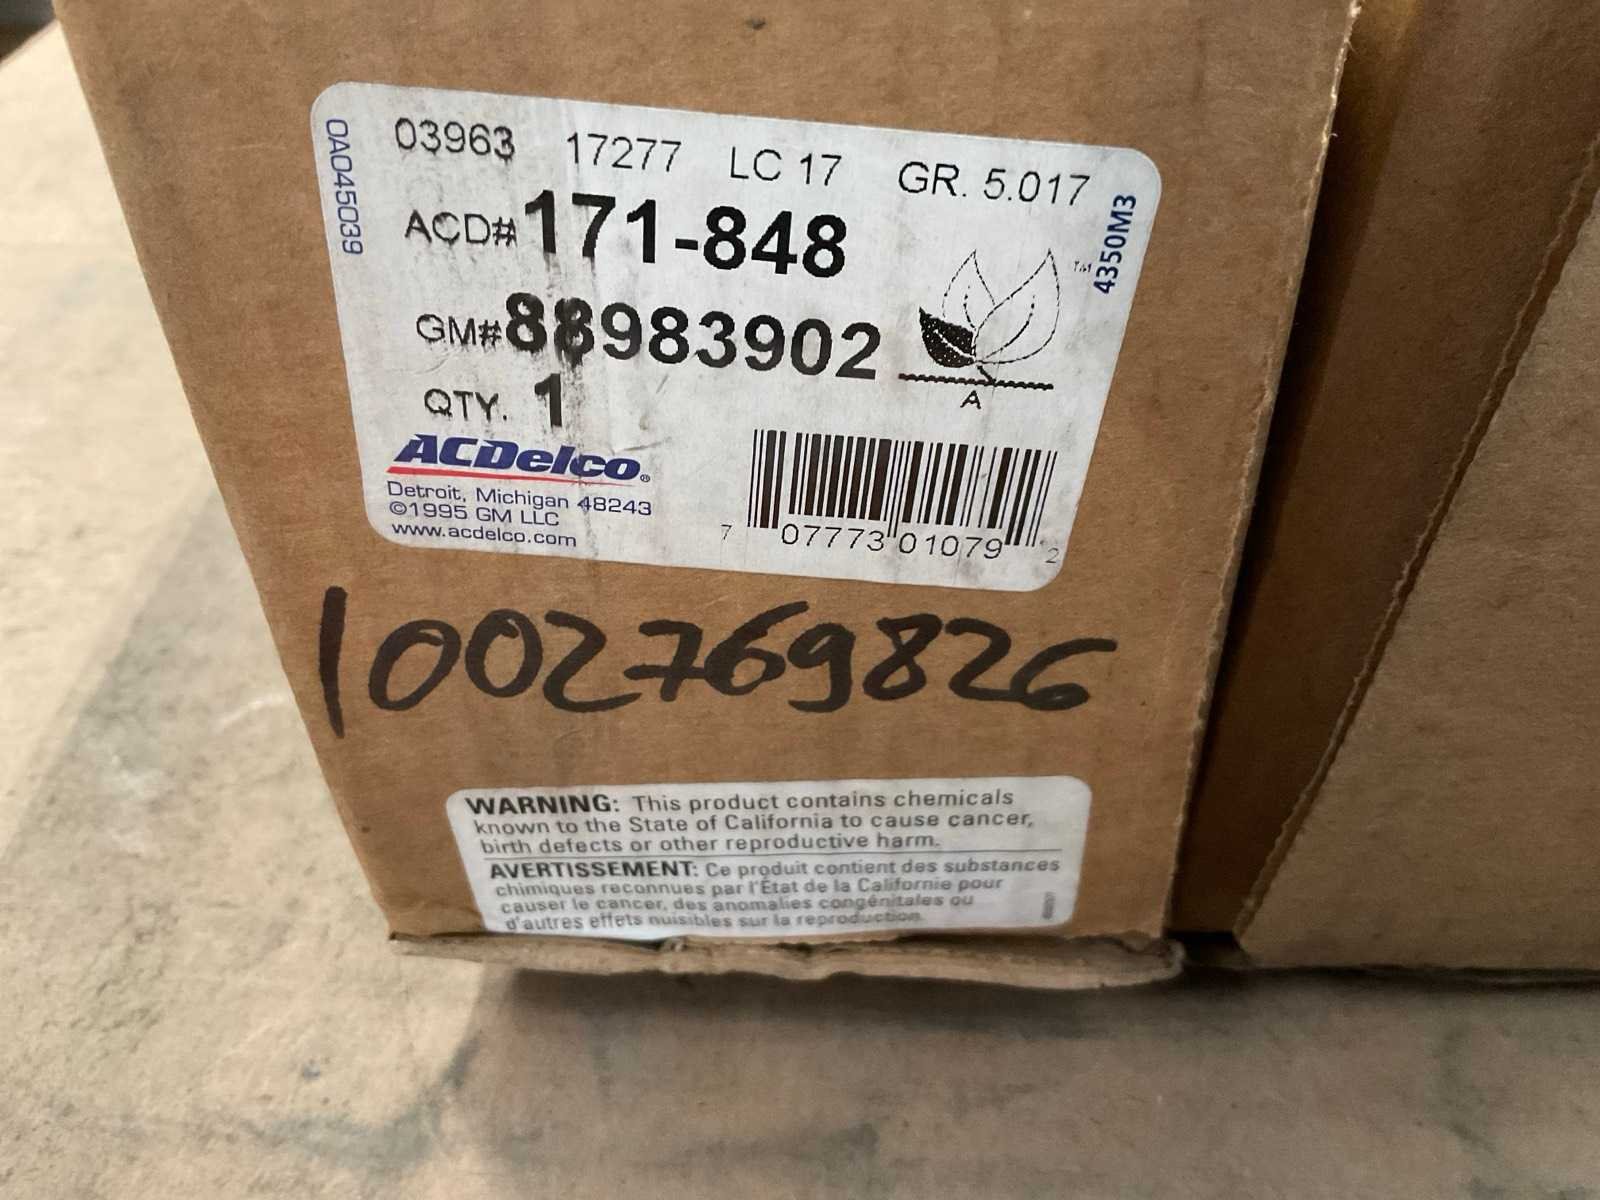 03963 17277 LC 17 GR. 5.017
0A045039
ACD# 171-848
4350M3
GM# 88983902
TM
QTY. 1
A
ACDelco®
Detroit, Michigan 48243
©1995 GM LLC
www.acdelco.com
7 07773 01079 2
1002769826
WARNING: This product contains chemicals
known to the State of California to cause cancer,
birth defects or other reproductive harm.
AVERTISSEMENT: Ce produit contient des substances
chimiques reconnues par l'État de la Californie pour
causer le cancer, des anomalies congénitales ou
d'autres effets nuisibles sur la reproduction.